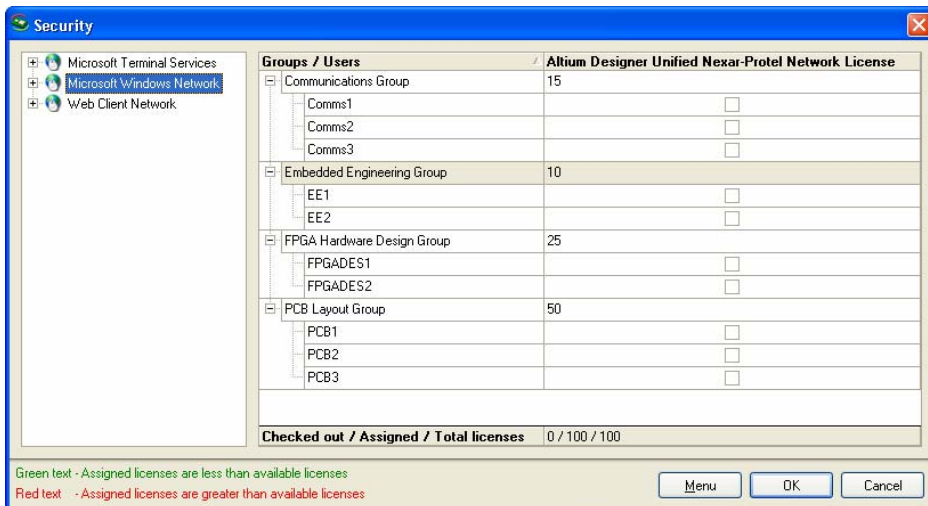 Security
Microsoft Terminal Services
Microsoft Windows Network
Web Client Network
Groups / Users Altium Designer Unified Nexar-Protel Network License
Communications Group 15
Comms1
Comms2
Comms3
Embedded Engineering Group 10
EE1
EE2
FPGA Hardware Design Group 25
FPGADES1
FPGADES2
PCB Layout Group 50
PCB1
PCB2
PCB3
Checked out / Assigned / Total licenses 0 / 100 / 100
Green text - Assigned licenses are less than available licenses
Red text - Assigned licenses are greater than available licenses
Menu OK Cancel